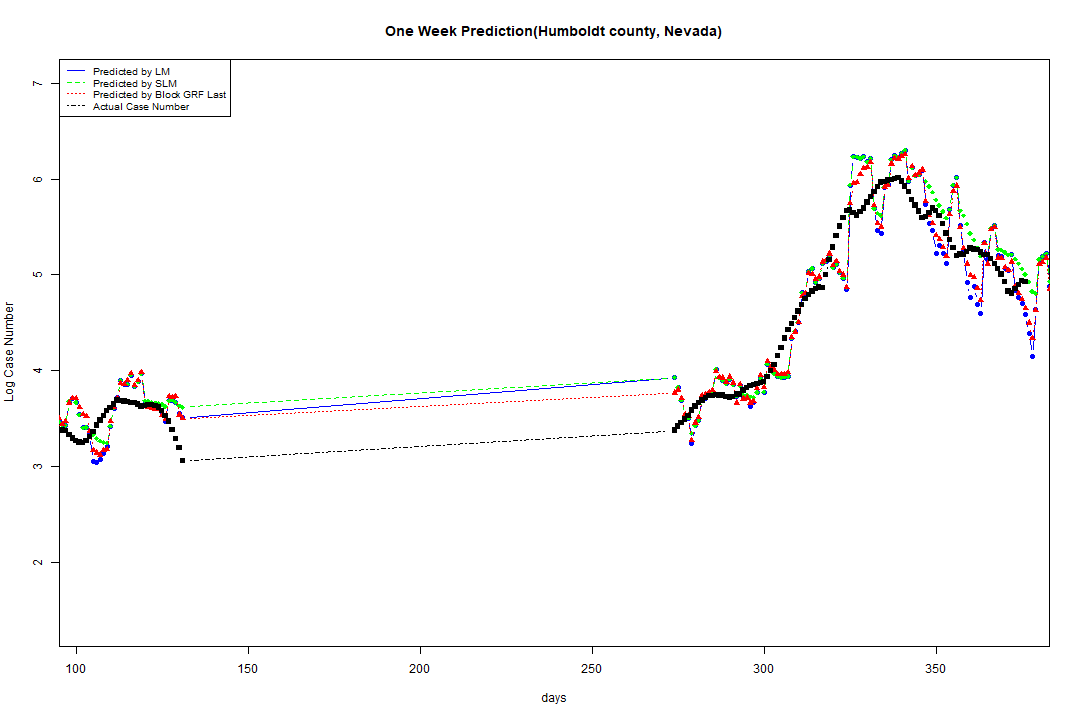 One Week Prediction(Humboldt county, Nevada)
Predicted by LM
Predicted by SLM
Predicted by Block GRF Last
Actual Case Number
7
6
5
4
3
2
Log Case Number
100 150 200 250 300 350
days